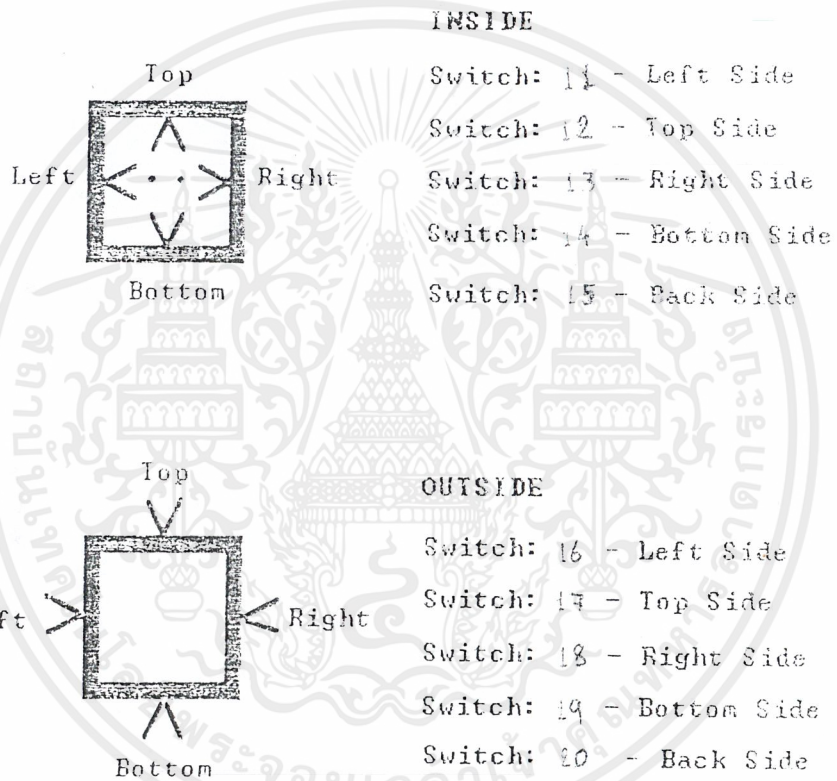 INSIDE
Top
Switch: 11 - Left Side
Switch: 12 - Top Side
Left
Right
Switch: 13 - Right Side
Switch: 14 - Bottom Side
Bottom
Switch: 15 - Back Side
Top
OUTSIDE
Switch: 16 - Left Side
ft
Right
Switch: 17 - Top Side
Switch: 18 - Right Side
Switch: 19 - Bottom Side
Bottom
Switch: 20 - Back Side